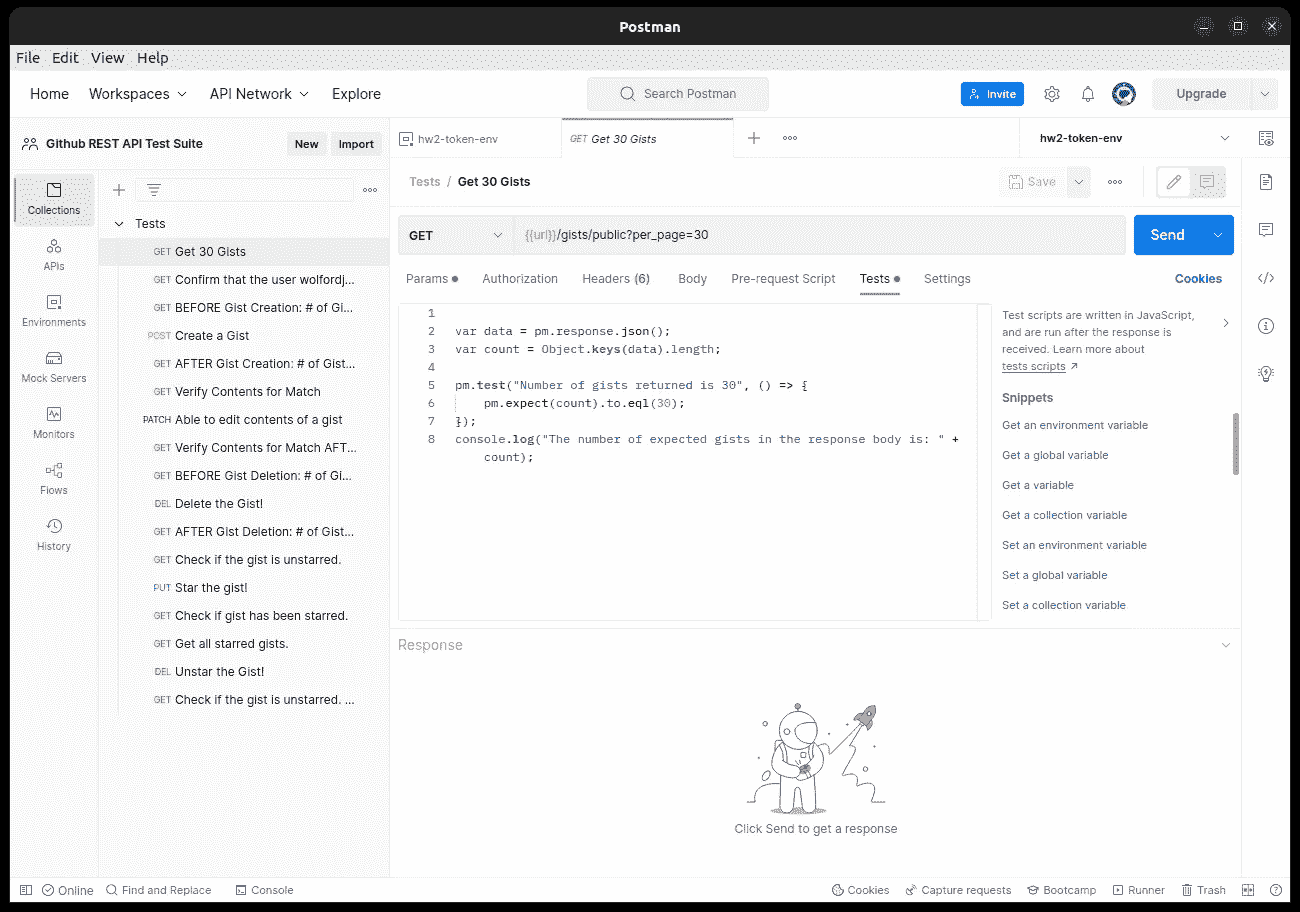 Postman
File Edit View Help
Home Workspaces API Network Explore
Search Postman
Invite
Upgrade
Github REST API Test Suite
New Import
hw2-token-env
GET Get 30 Gists
hw2-token-env
Collections
APIs
Environments
Mock Servers
Monitors
Flows
History
Tests
GET Get 30 Gists
GET Confirm that the user wolfordj...
GET BEFORE Gist Creation: # of Gi...
POST Create a Gist
GET AFTER Gist Creation: # of Gist...
GET Verify Contents for Match
PATCH Able to edit contents of a gist
GET Verify Contents for Match AFT...
GET BEFORE Gist Deletion: # of Gi...
DEL Delete the Gist!
GET AFTER Gist Deletion: # of Gist...
GET Check if the gist is unstarred.
PUT Star the gist!
GET Check if gist has been starred.
GET Get all starred gists.
DEL Unstar the Gist!
GET Check if the gist is unstarred. ...
Tests / Get 30 Gists
Save
GET
{{url}}/gists/public?per_page=30
Send
Params Authorization Headers (6) Body Pre-request Script Tests Settings
Cookies
1
2 var data = pm.response.json();
3 var count = Object.keys(data).length;
4
5 pm.test("Number of gists returned is 30", () => {
6 pm.expect(count).to.eql(30);
7 });
8 console.log("The number of expected gists in the response body is: " +
count);
Test scripts are written in JavaScript,
and are run after the response is
received. Learn more about
tests scripts ↗
Snippets
Get an environment variable
Get a global variable
Get a variable
Get a collection variable
Set an environment variable
Set a global variable
Set a collection variable
Response
Click Send to get a response
Online Find and Replace Console
Cookies Capture requests Bootcamp Runner Trash